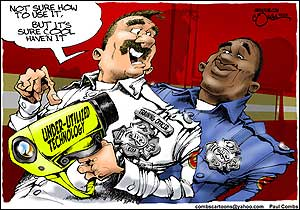 NOT SURE HOW
TO USE IT,
BUT IT'S
SURE COOL
HAVEN IT
UNDER-UTILIZED
TECHNOLOGY
combscartoons@yahoo.com Paul Combs